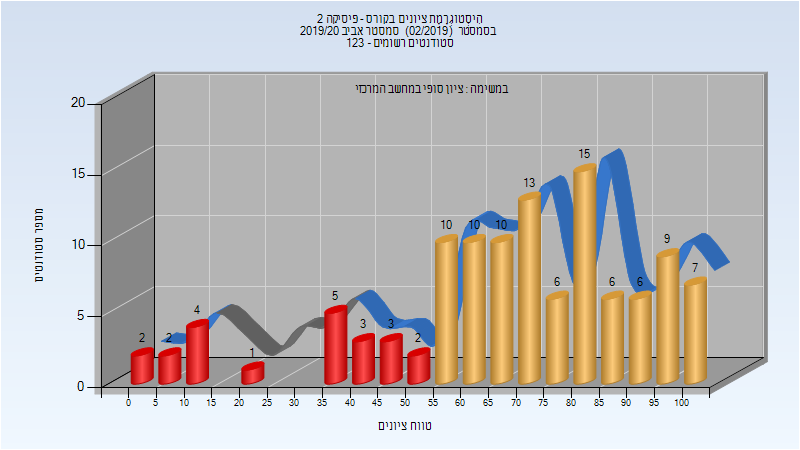 היסטוגרמת ציונים בקורס - פיסיקה 2
בסמסטר (02/2019) סמסטר אביב 2019/20
סטודנטים רשומים - 123
במשימה : ציון סופי במחשב המרכזי
20
15
10
5
0
מספר סטודנטים
2 2 4 1 5 3 3 2 10 10 10 13 6 15 6 6 9 7
0 5 10 15 20 25 30 35 40 45 50 55 60 65 70 75 80 85 90 95 100
טווח ציונים